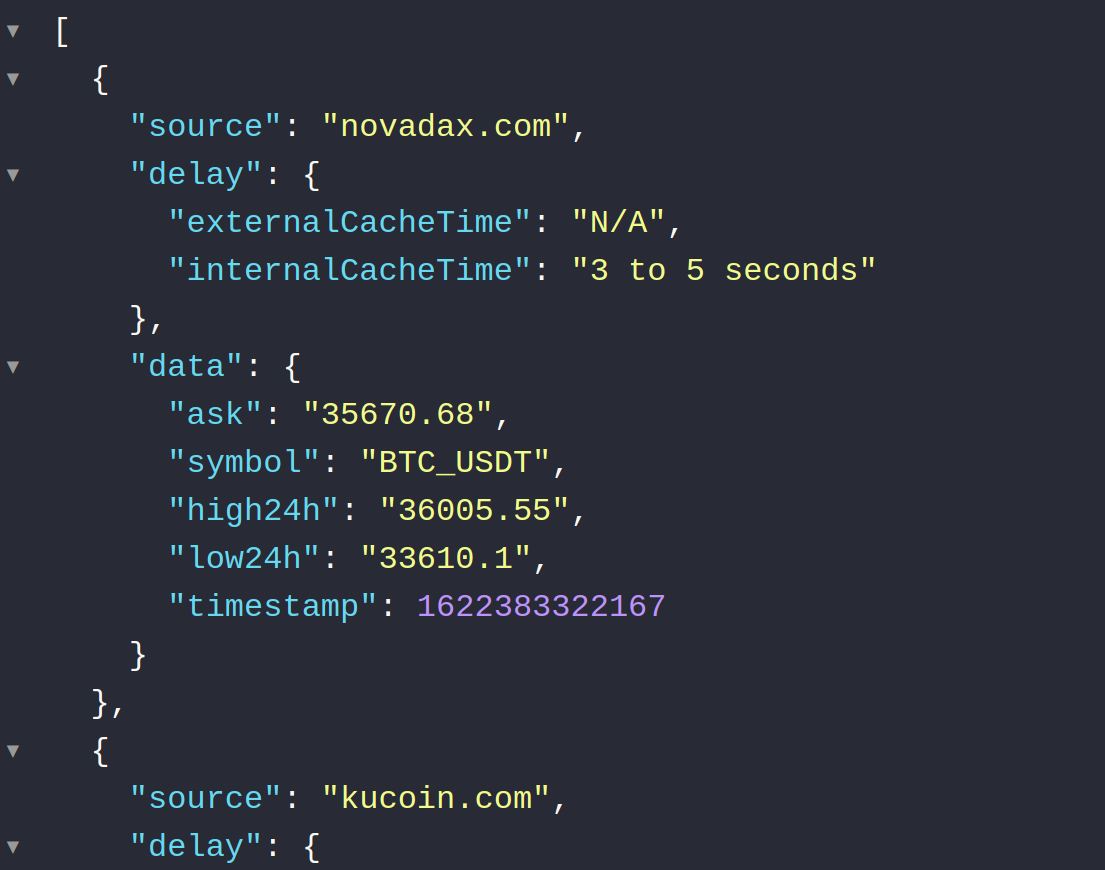 [
  {
    "source": "novadax.com",
    "delay": {
      "externalCacheTime": "N/A",
      "internalCacheTime": "3 to 5 seconds"
    },
    "data": {
      "ask": "35670.68",
      "symbol": "BTC_USDT",
      "high24h": "36005.55",
      "low24h": "33610.1",
      "timestamp": 1622383322167
    }
  },
  {
    "source": "kucoin.com",
    "delay": {